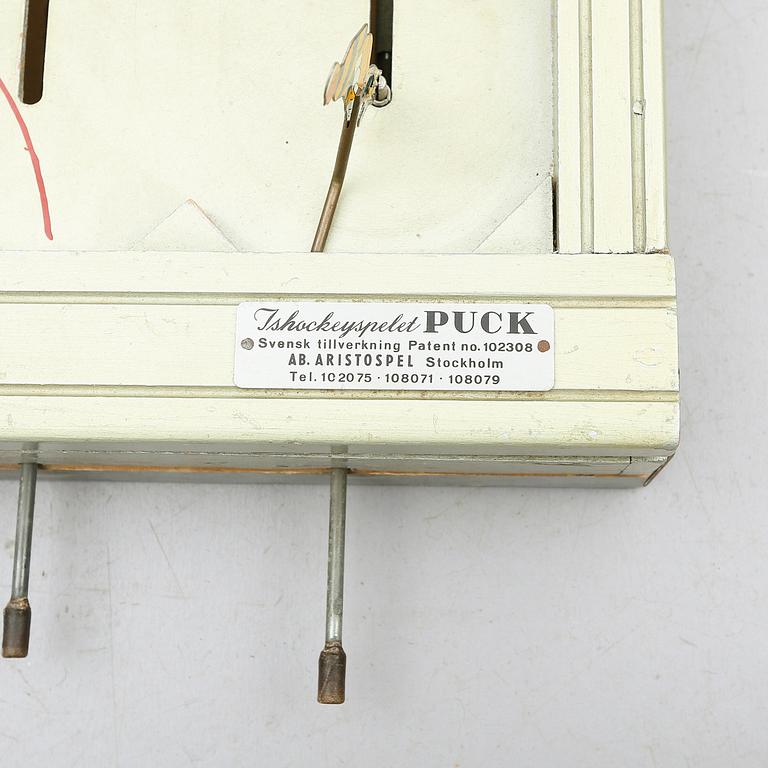 Ishockeyspelet PUCK
Svensk tillverkning Patent no. 102308
AB. ARISTOSPEL Stockholm
Tel. 102075 · 108071 · 108079